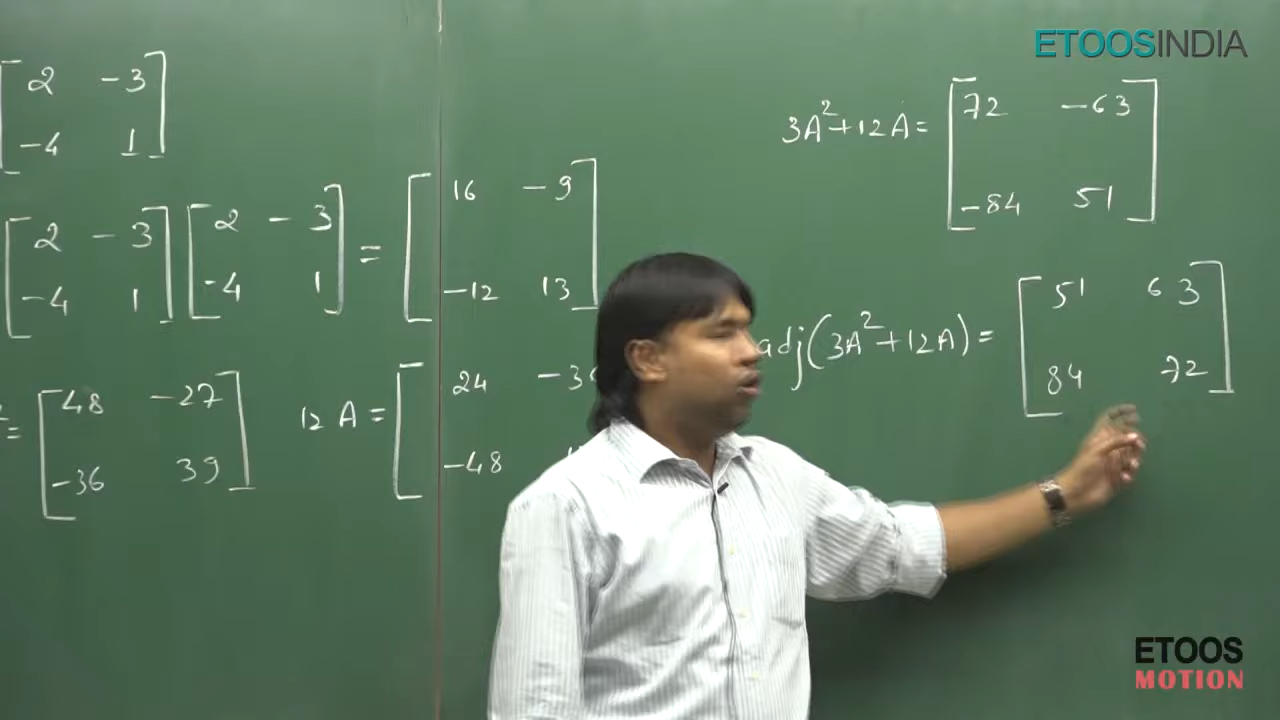 ETOOSINDIA
2 -3
-4 1
2 -3 2 -3 = 16 -9
-4 1 -4 1 -12 13
= 48 -27
-36 39
12 A = 24
-48
3A²+12A = 72 -63
-84 51
adj(3A²+12A) = 51 63
84 72
ETOOS
MOTION